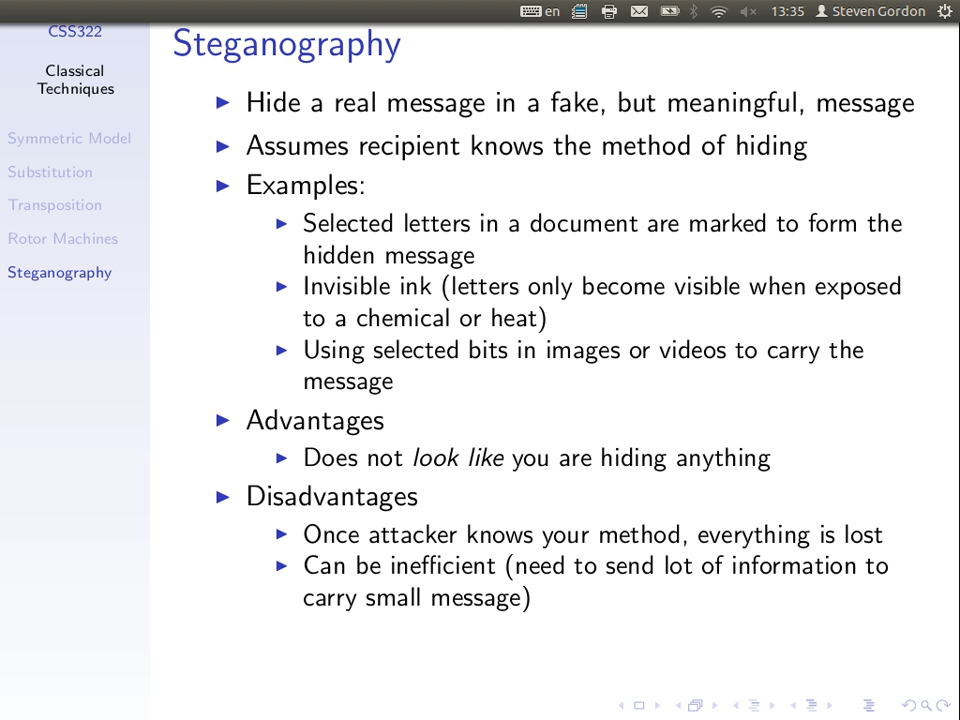 en 13:35 Steven Gordon
CSS322
Classical
Techniques
Symmetric Model
Substitution
Transposition
Rotor Machines
Steganography
Steganography
Hide a real message in a fake, but meaningful, message
Assumes recipient knows the method of hiding
Examples:
Selected letters in a document are marked to form the
hidden message
Invisible ink (letters only become visible when exposed
to a chemical or heat)
Using selected bits in images or videos to carry the
message
Advantages
Does not look like you are hiding anything
Disadvantages
Once attacker knows your method, everything is lost
Can be inefficient (need to send lot of information to
carry small message)